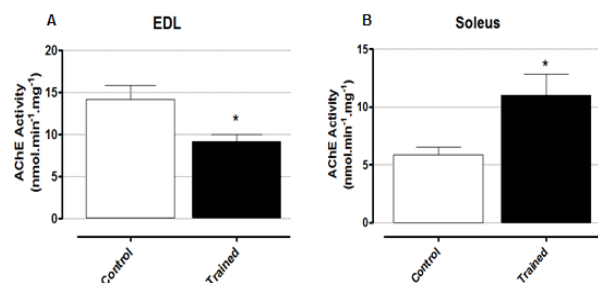 A
EDL
AChE Activity
(nmol.min⁻¹.mg⁻¹)
20
15
10
5
0
*
Control
Trained
B
Soleus
AChE Activity
(nmol.min⁻¹.mg⁻¹)
15
10
5
0
*
Control
Trained